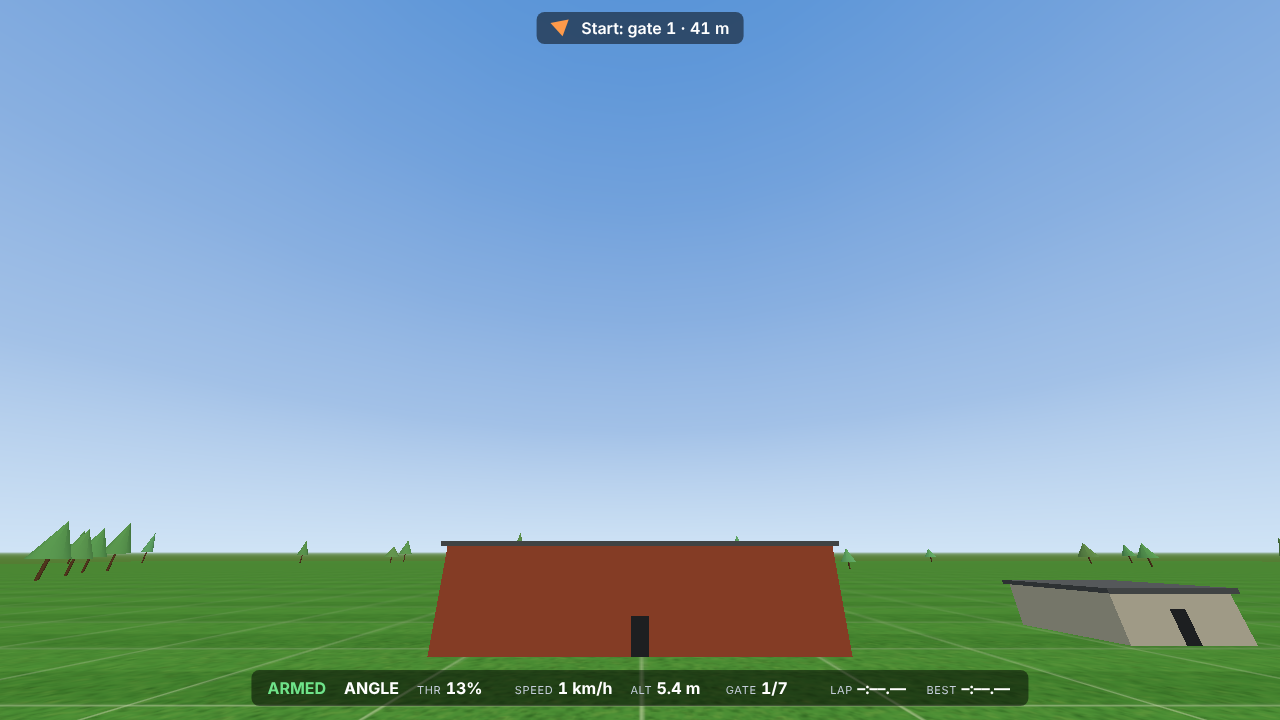 Start: gate 1 · 41 m
ARMED ANGLE THR 13% SPEED 1 km/h ALT 5.4 m GATE 1/7 LAP –:––.–– BEST –:––.––